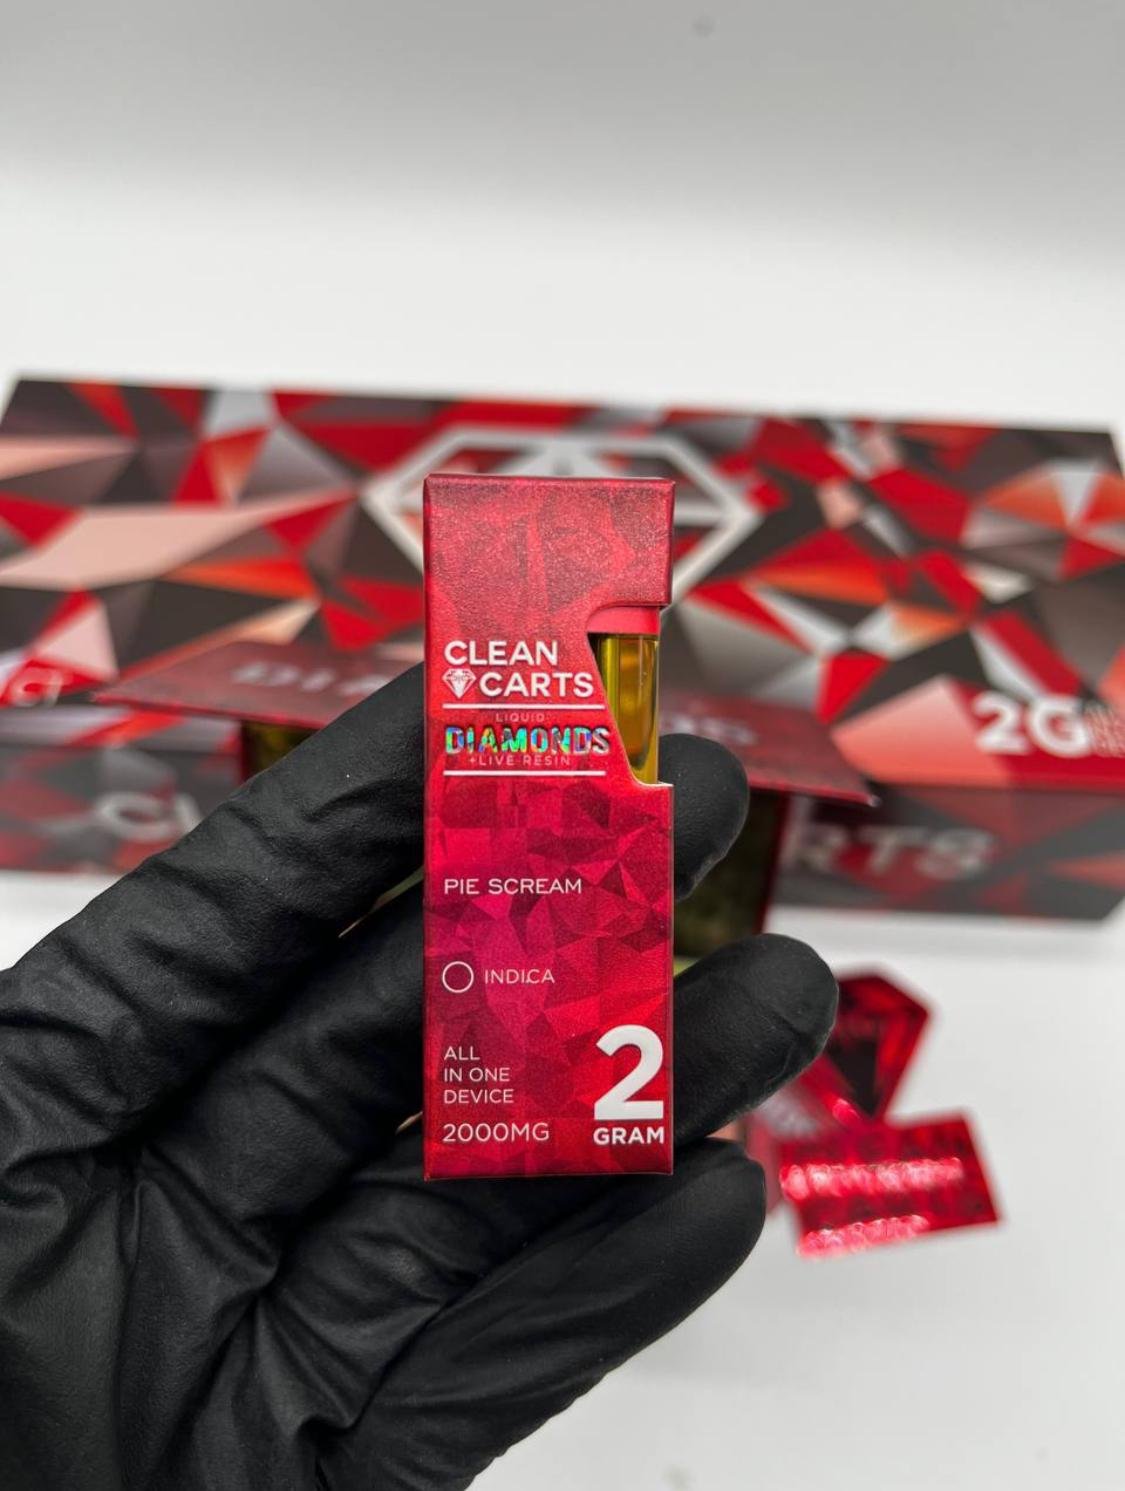 CLEAN
CARTS
LIQUID
DIAMONDS
+LIVE RESIN
PIE SCREAM
INDICA
ALL
IN ONE
DEVICE
2000MG
2
GRAM
2G